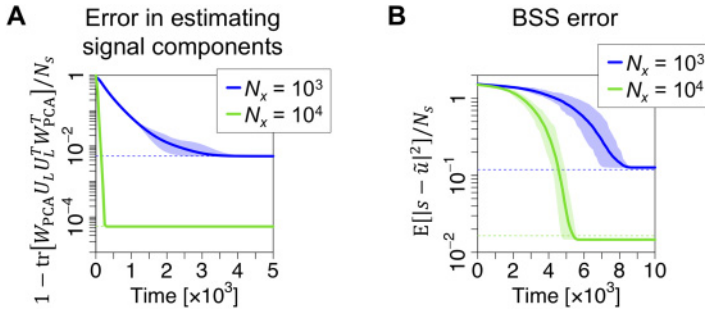 A
Error in estimating
signal components
1 − tr[W_PCA U_L U_L^T W_PCA^T]/N_s
1
10^−2
10^−4
0 1 2 3 4 5
Time [×10^3]
N_x = 10^3
N_x = 10^4
B
BSS error
E[|s − ũ|^2]/N_s
1
10^−1
10^−2
0 2 4 6 8 10
Time [×10^3]
N_x = 10^3
N_x = 10^4